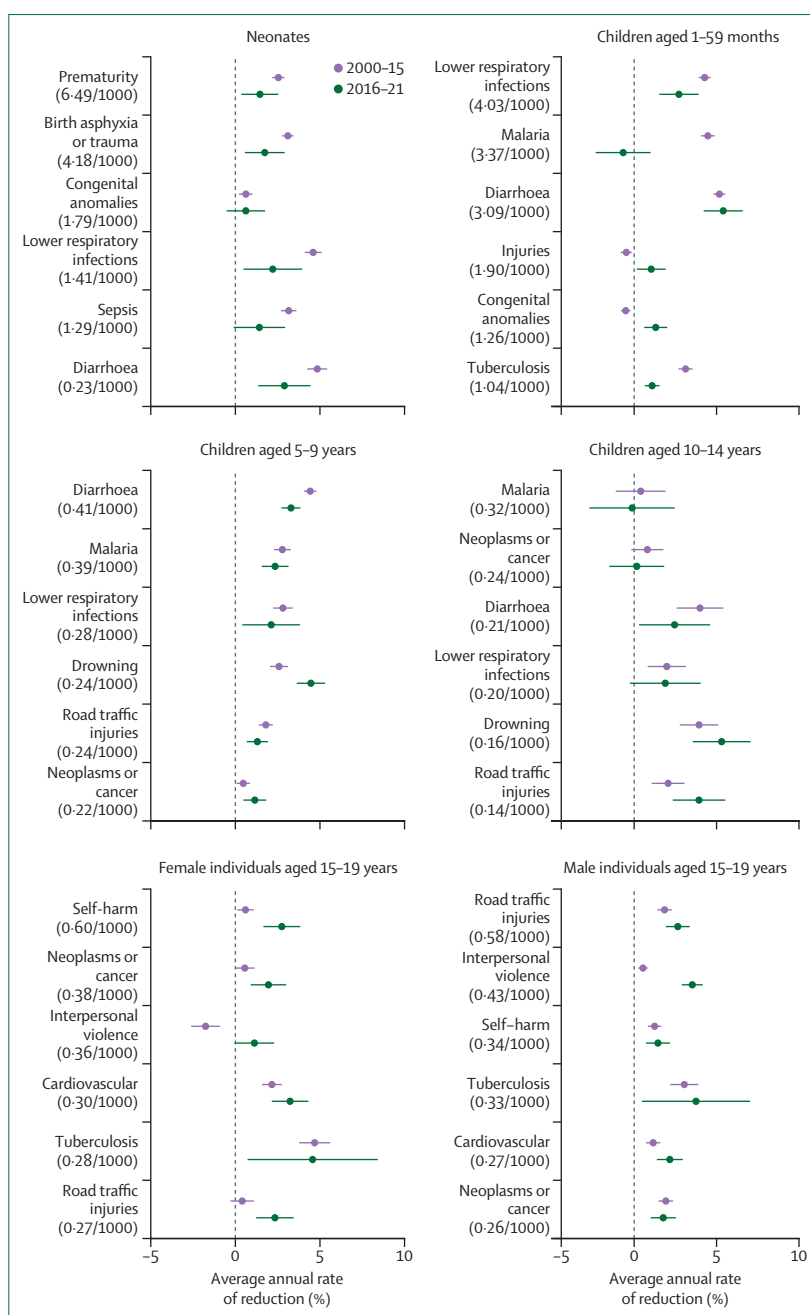 Neonates
2000–15
2016–21
Prematurity
(6·49/1000)
Birth asphyxia
or trauma
(4·18/1000)
Congenital
anomalies
(1·79/1000)
Lower respiratory
infections
(1·41/1000)
Sepsis
(1·29/1000)
Diarrhoea
(0·23/1000)
Children aged 1–59 months
Lower respiratory
infections
(4·03/1000)
Malaria
(3·37/1000)
Diarrhoea
(3·09/1000)
Injuries
(1·90/1000)
Congenital
anomalies
(1·26/1000)
Tuberculosis
(1·04/1000)
−5
0
5
10
−5
0
5
10
Children aged 5–9 years
Diarrhoea
(0·41/1000)
Malaria
(0·39/1000)
Lower respiratory
infections
(0·28/1000)
Drowning
(0·24/1000)
Road traffic
injuries
(0·24/1000)
Neoplasms or
cancer
(0·22/1000)
Children aged 10–14 years
Malaria
(0·32/1000)
Neoplasms or
cancer
(0·24/1000)
Diarrhoea
(0·21/1000)
Lower respiratory
infections
(0·20/1000)
Drowning
(0·16/1000)
Road traffic
injuries
(0·14/1000)
Female individuals aged 15–19 years
Self-harm
(0·60/1000)
Neoplasms or
cancer
(0·38/1000)
Interpersonal
violence
(0·36/1000)
Cardiovascular
(0·30/1000)
Tuberculosis
(0·28/1000)
Road traffic
injuries
(0·27/1000)
−5
0
5
10
Average annual rate
of reduction (%)
Male individuals aged 15–19 years
Road traffic
injuries
(0·58/1000)
Interpersonal
violence
(0·43/1000)
Self-harm
(0·34/1000)
Tuberculosis
(0·33/1000)
Cardiovascular
(0·27/1000)
Neoplasms or
cancer
(0·26/1000)
−5
0
5
10
Average annual rate
of reduction (%)